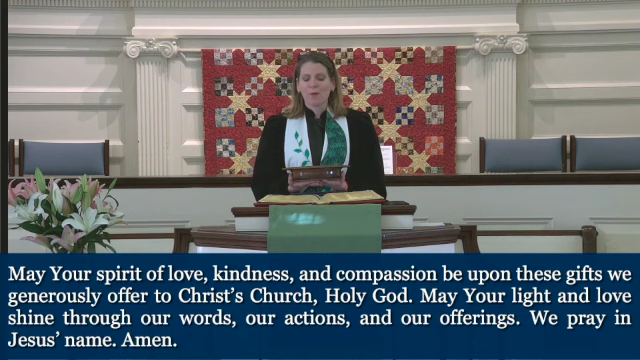 May Your spirit of love, kindness, and compassion be upon these gifts we
generously offer to Christ’s Church, Holy God. May Your light and love
shine through our words, our actions, and our offerings. We pray in
Jesus’ name. Amen.